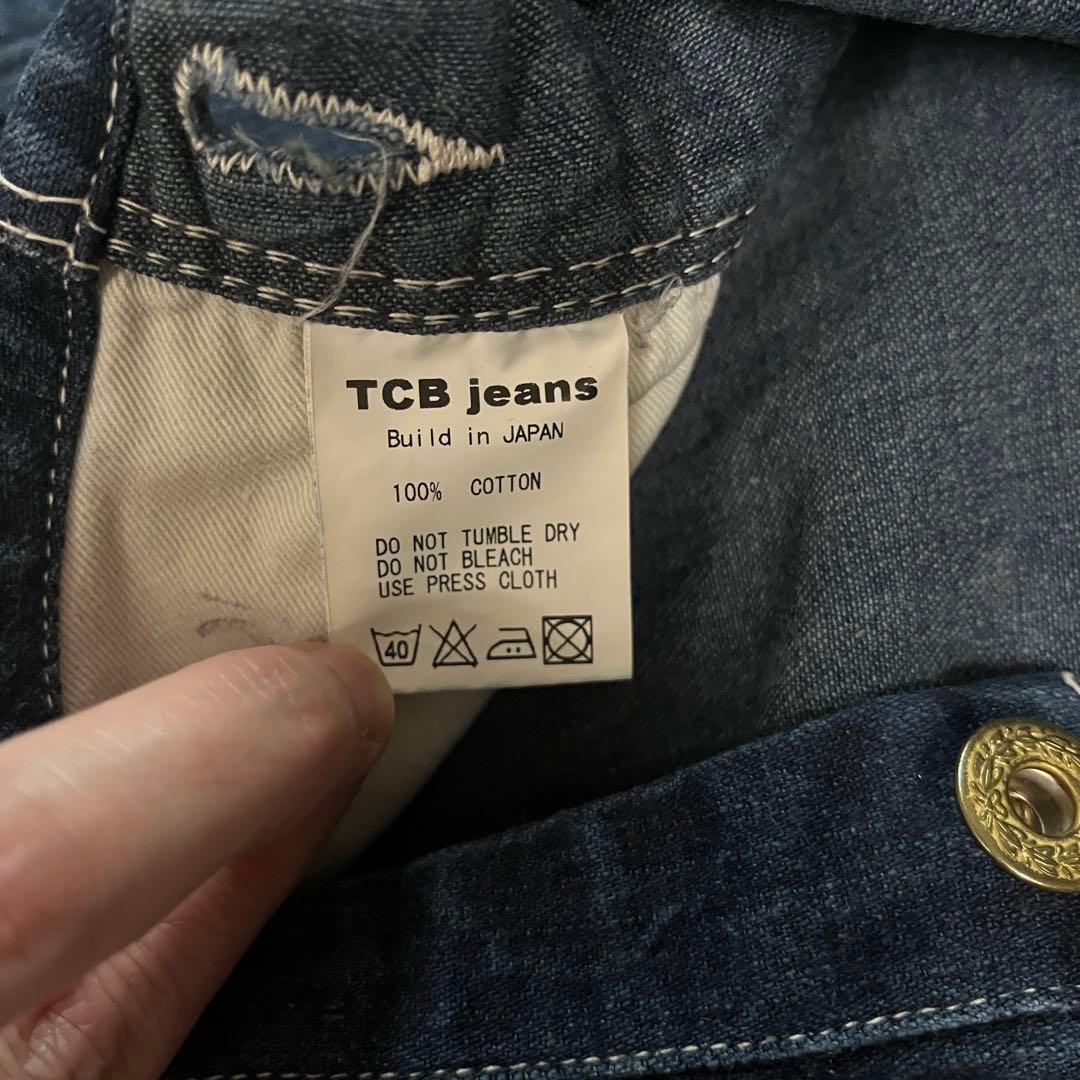 TCB jeans
Build in JAPAN
100% COTTON
DO NOT TUMBLE DRY
DO NOT BLEACH
USE PRESS CLOTH
40